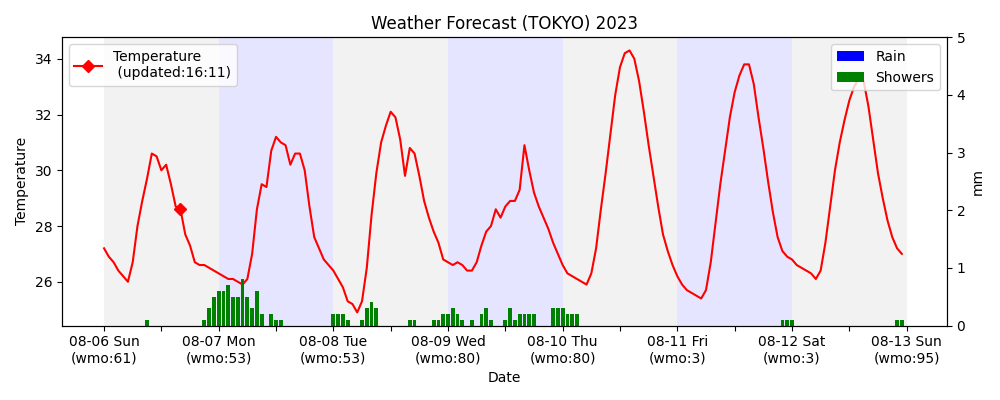 Weather Forecast (TOKYO) 2023
Temperature
(updated:16:11)
Rain
Showers
34
32
30
28
26
Temperature
5
4
3
2
1
0
mm
08-06 Sun
(wmo:61)
08-07 Mon
(wmo:53)
08-08 Tue
(wmo:53)
08-09 Wed
(wmo:80)
08-10 Thu
(wmo:80)
08-11 Fri
(wmo:3)
08-12 Sat
(wmo:3)
08-13 Sun
(wmo:95)
Date